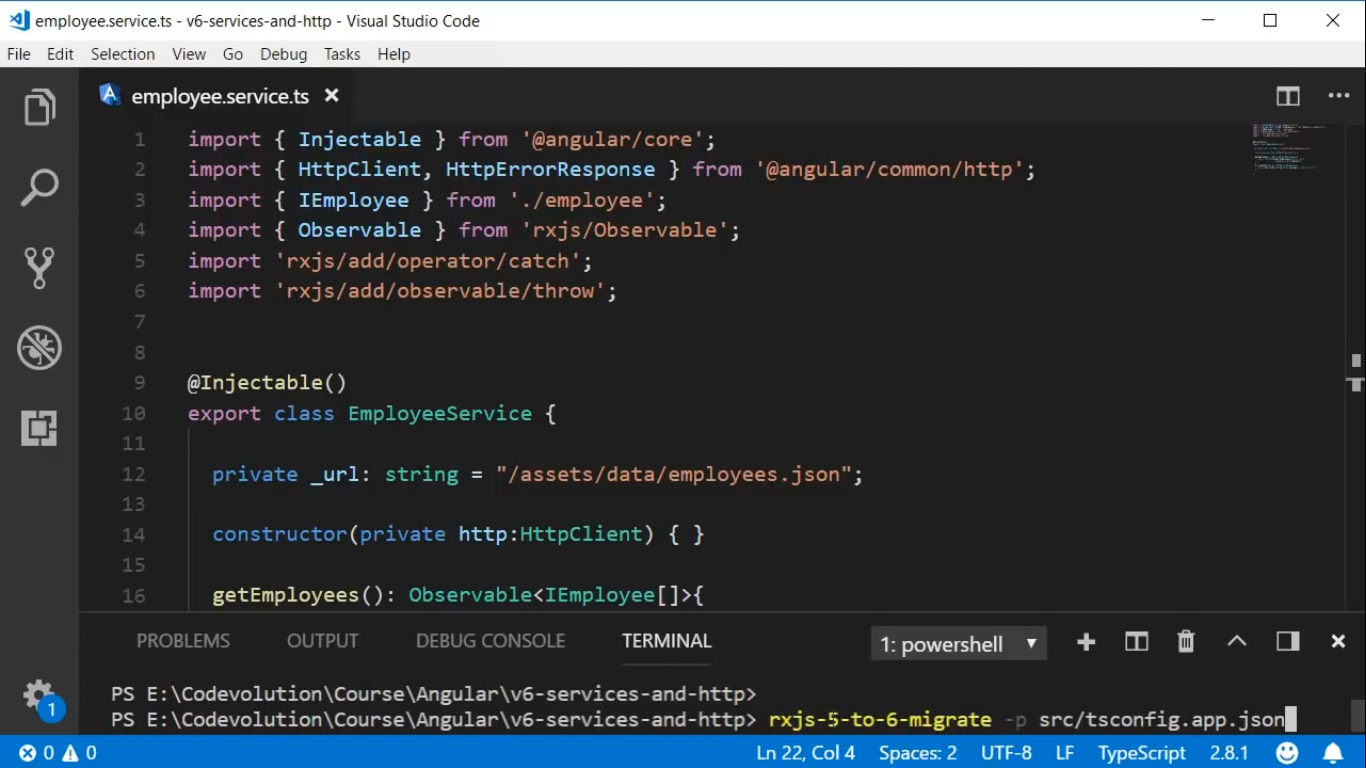 employee.service.ts - v6-services-and-http - Visual Studio Code
File Edit Selection View Go Debug Tasks Help
employee.service.ts
1 import { Injectable } from '@angular/core';
2 import { HttpClient, HttpErrorResponse } from '@angular/common/http';
3 import { IEmployee } from './employee';
4 import { Observable } from 'rxjs/Observable';
5 import 'rxjs/add/operator/catch';
6 import 'rxjs/add/observable/throw';
7
8
9 @Injectable()
10 export class EmployeeService {
11
12 private _url: string = "/assets/data/employees.json";
13
14 constructor(private http:HttpClient) { }
15
16 getEmployees(): Observable<IEmployee[]>{
PROBLEMS OUTPUT DEBUG CONSOLE TERMINAL 1: powershell
PS E:\Codevolution\Course\Angular\v6-services-and-http>
PS E:\Codevolution\Course\Angular\v6-services-and-http> rxjs-5-to-6-migrate -p src/tsconfig.app.json
1
0 0 Ln 22, Col 4 Spaces: 2 UTF-8 LF TypeScript 2.8.1